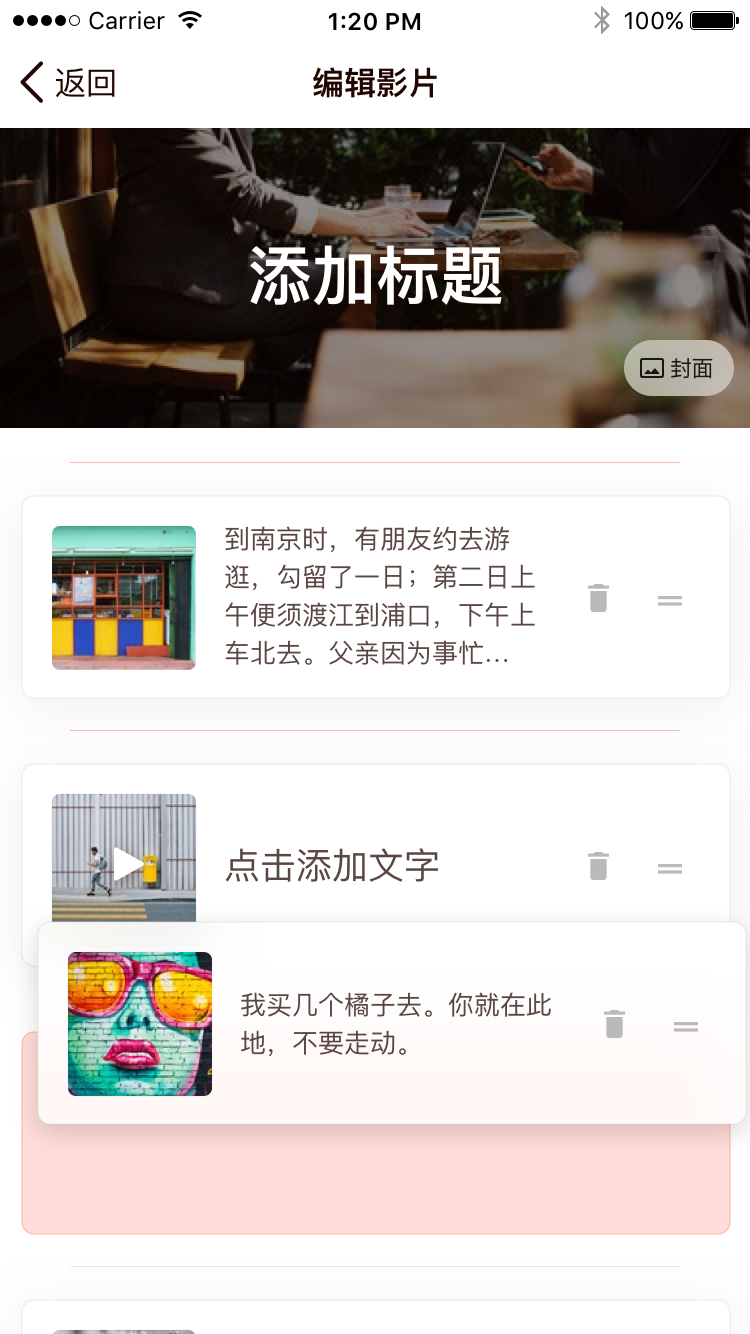 Carrier 1:20 PM 100%
返回 编辑影片
添加标题
封面
到南京时，有朋友约去游
逛，勾留了一日；第二日上
午便须渡江到浦口，下午上
车北去。父亲因为事忙...
点击添加文字
我买几个橘子去。你就在此
地，不要走动。